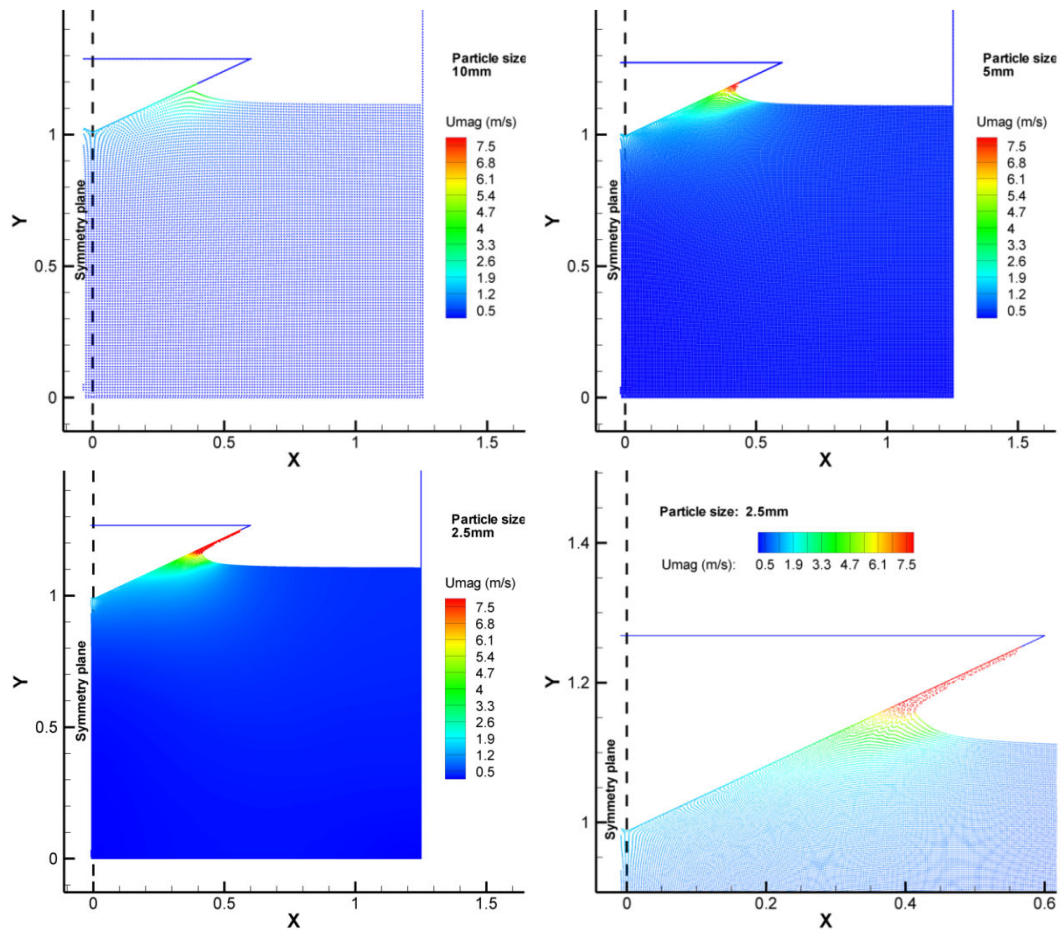 Particle size:
10mm
Umag (m/s)
7.5
6.8
6.1
5.4
4.7
4
3.3
2.6
1.9
1.2
0.5
1
0.5
0
Y
Symmetry plane
0
0.5
1
1.5
X
Particle size:
5mm
Umag (m/s)
7.5
6.8
6.1
5.4
4.7
4
3.3
2.6
1.9
1.2
0.5
1
0.5
0
Y
Symmetry plane
0
0.5
1
1.5
X
Particle size:
2.5mm
Umag (m/s)
7.5
6.8
6.1
5.4
4.7
4
3.3
2.6
1.9
1.2
0.5
1
0.5
0
Y
Symmetry plane
0
0.5
1
1.5
X
Particle size: 2.5mm
Umag (m/s): 0.5 1.9 3.3 4.7 6.1 7.5
1.4
1.2
1
Y
Symmetry plane
0
0.2
0.4
0.6
X